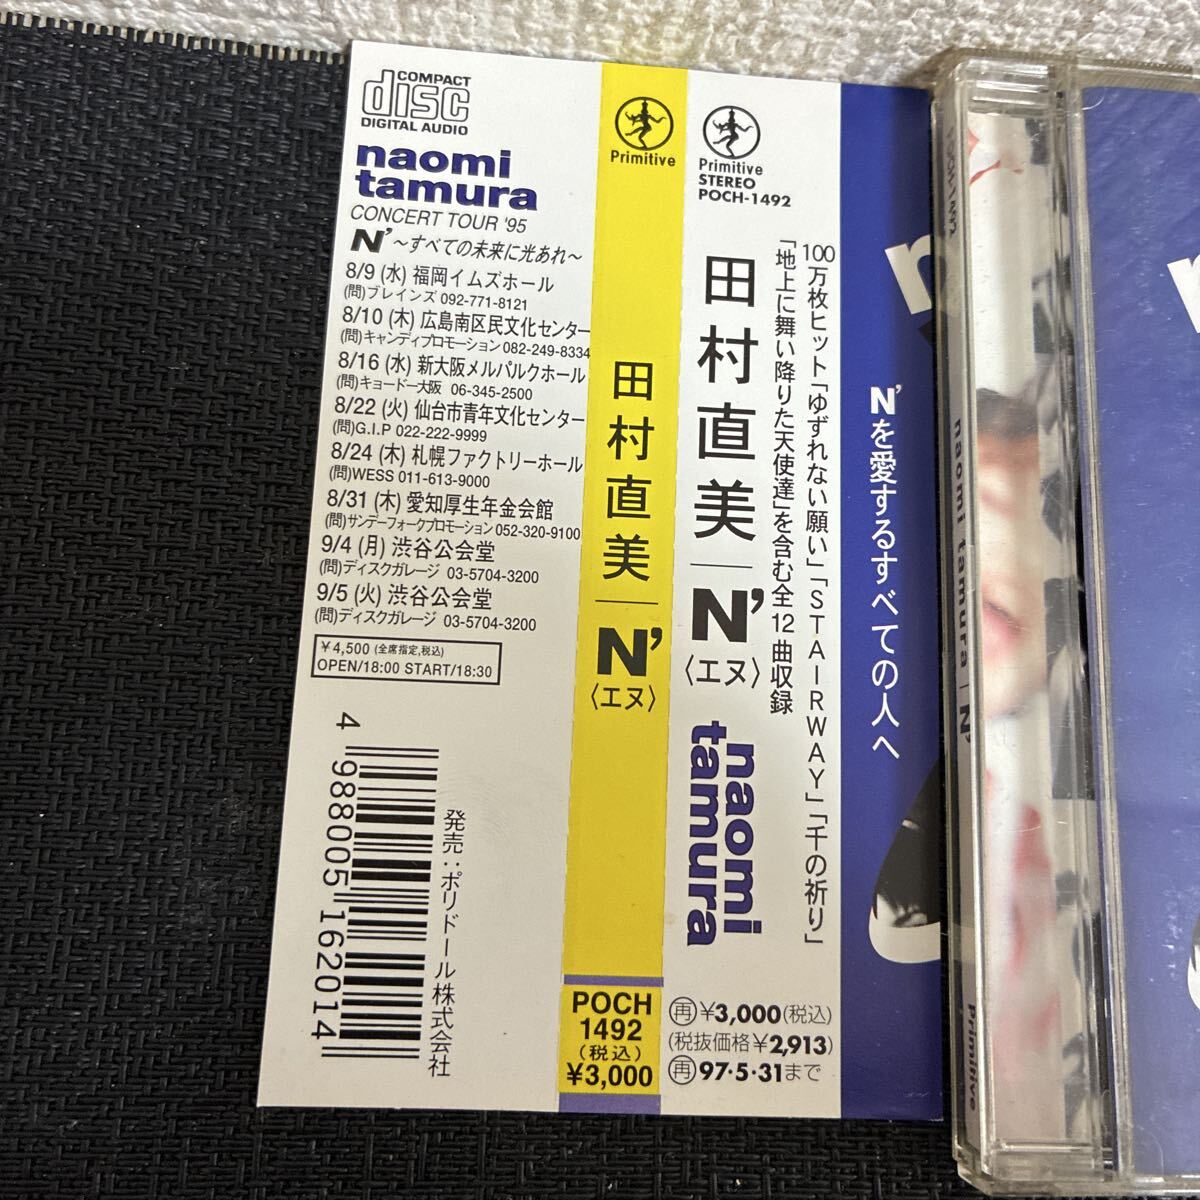 COMPACT
disc
DIGITAL AUDIO
naomi
tamura
CONCERT TOUR '95
N' ～すべての未来に光あれ～
8/9 (水) 福岡イムズホール
(問)ブレインズ 092-771-8121
8/10 (木) 広島南区民文化センター
(問)キャンディプロモーション 082-249-8334
8/16 (水) 新大阪メルパルクホール
(問)キョードー大阪 06-345-2500
8/22 (火) 仙台市青年文化センター
(問)G.I.P 022-222-9999
8/24 (木) 札幌ファクトリーホール
(問)WESS 011-613-9000
8/31 (木) 愛知厚生年金会館
(問)サンデーフォークプロモーション 052-320-9100
9/4 (月) 渋谷公会堂
(問)ディスクガレージ 03-5704-3200
9/5 (火) 渋谷公会堂
(問)ディスクガレージ 03-5704-3200
￥4,500 (全席指定,税込)
OPEN/18:00 START/18:30
4 988005 162014
発売：ポリドール株式会社
Primitive
田村直美｜N'
〈エヌ〉
POCH
1492
(税込)
¥3,000
Primitive
STEREO
POCH-1492
100万枚ヒット「ゆずれない願い」「STAIRWAY」「千の祈り」
「地上に舞い降りた天使達」を含む全12曲収録
田村直美｜N'
〈エヌ〉
naomi
tamura
再¥3,000(税込)
(税抜価格¥2,913)
再97・5・31まで
N'を愛するすべての人へ
naomi tamura | N'
Primitive